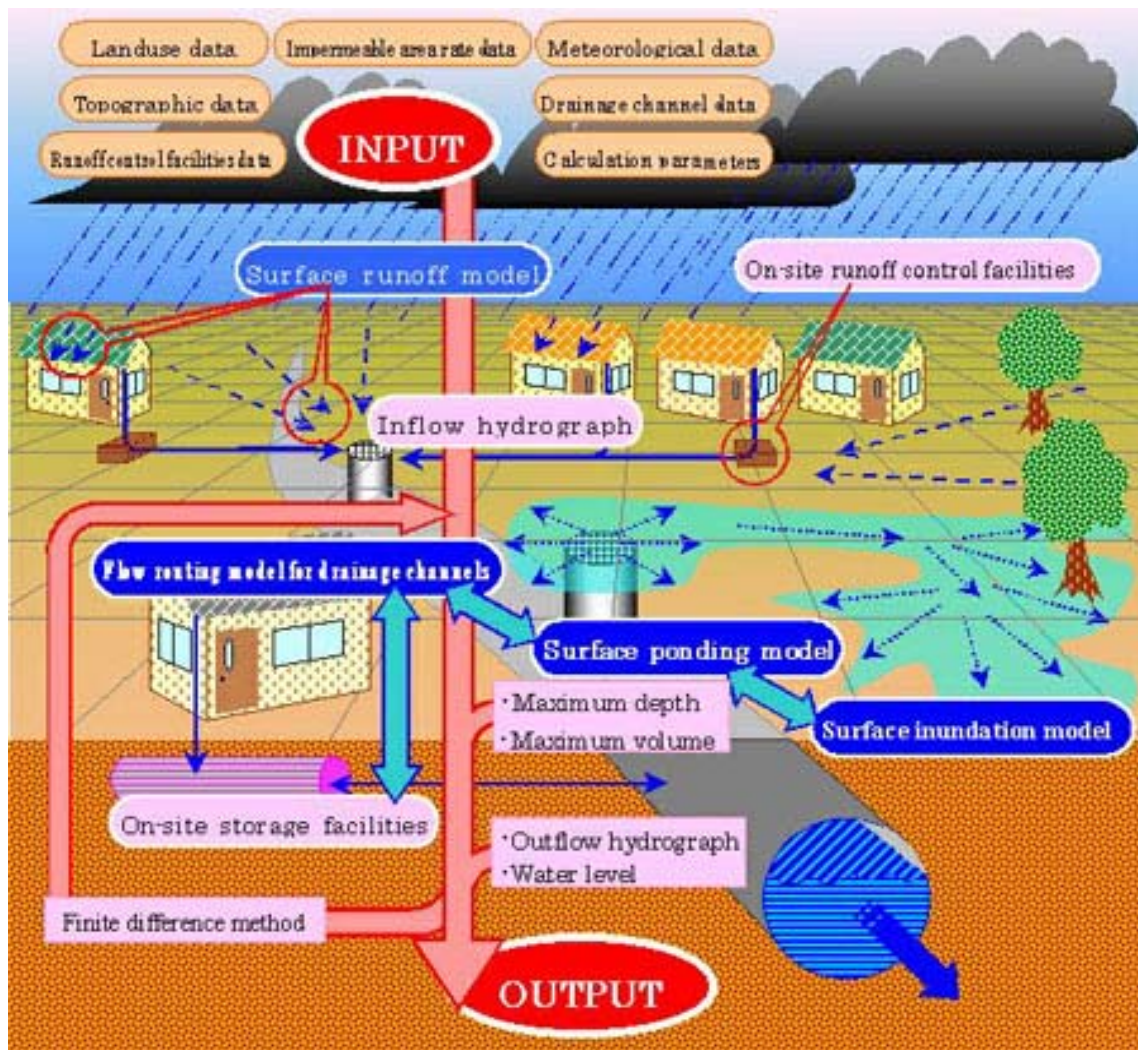 Landuse data
Impermeable area rate data
Meteorological data
Topographic data
Drainage channel data
INPUT
Runoff control facilities data
Calculation parameters
Surface runoff model
On-site runoff control facilities
Inflow hydrograph
Flow routing model for drainage channels
Surface ponding model
・Maximum depth
・Maximum volume
Surface inundation model
On-site storage facilities
・Outflow hydrograph
・Water level
Finite difference method
OUTPUT